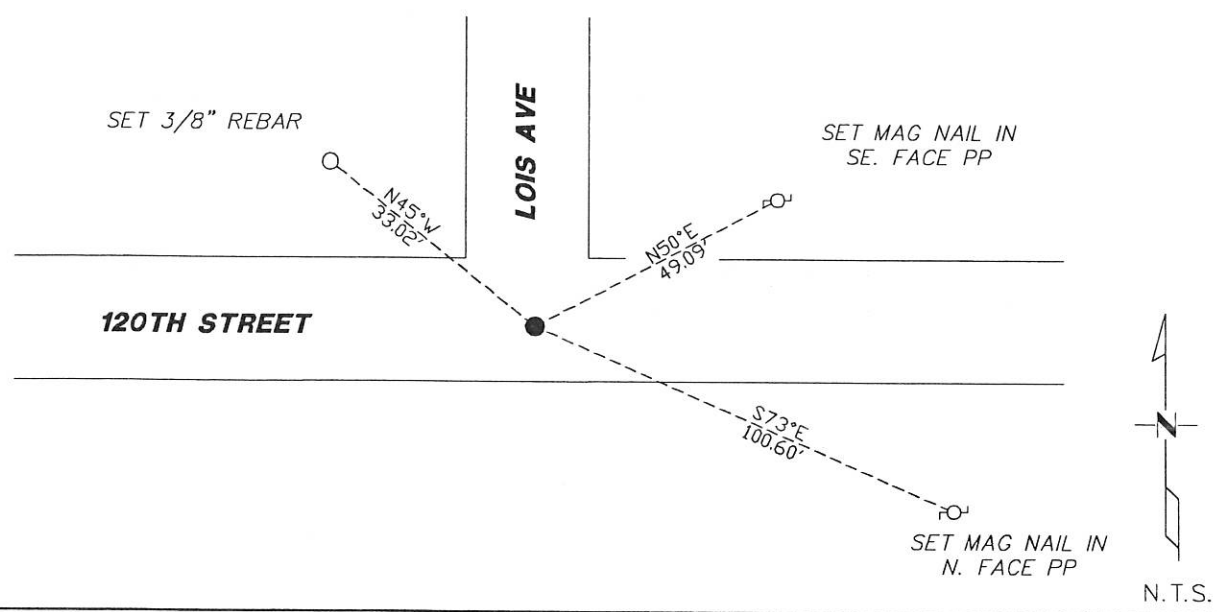 SET 3/8" REBAR
LOIS AVE
SET MAG NAIL IN
SE. FACE PP
N45°W
33.02'
N50°E
49.09'
120TH STREET
S73°E
100.60'
N
SET MAG NAIL IN
N. FACE PP
N.T.S.